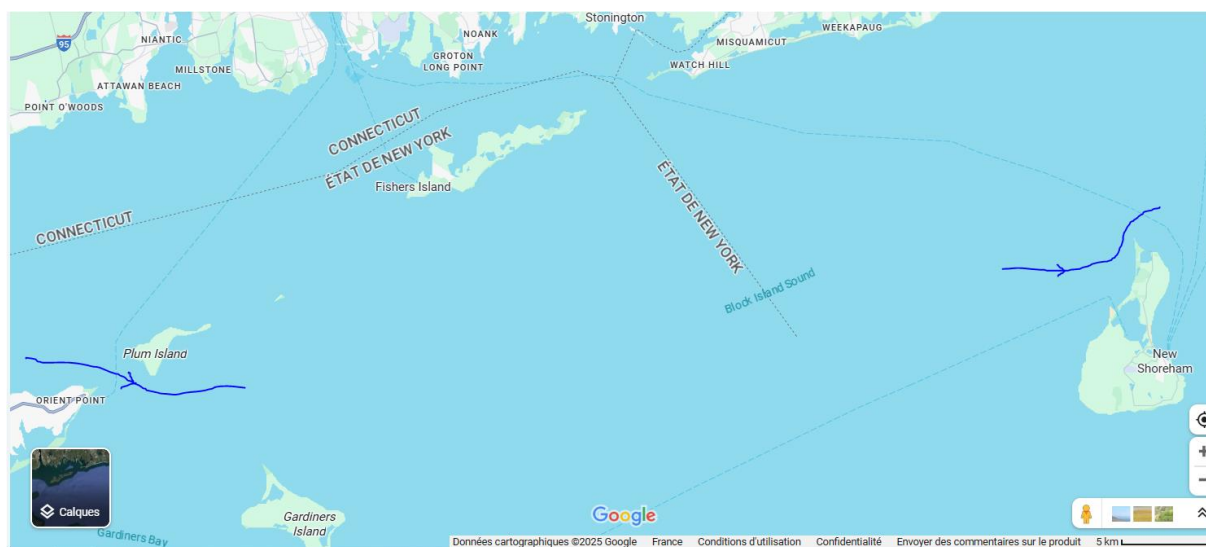 Stonington
NOANK
MISQUAMICUT
WEEKAPAUG
95
NIANTIC
GROTON
LONG POINT
WATCH HILL
MILLSTONE
ATTAWAN BEACH
POINT O'WOODS
CONNECTICUT
ÉTAT DE NEW YORK
Fishers Island
CONNECTICUT
ÉTAT DE NEW YORK
Block Island Sound
Plum Island
New
Shoreham
ORIENT POINT
Calques
Gardiners
Island
Gardiners Bay
Google
Données cartographiques ©2025 Google France Conditions d'utilisation Confidentialité Envoyer des commentaires sur le produit 5 km